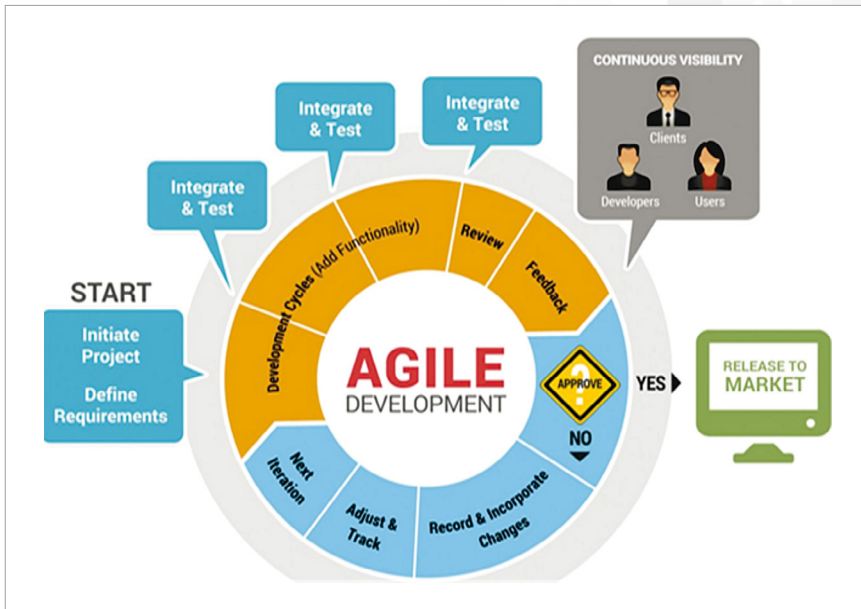 CONTINUOUS VISIBILITY
Clients
Developers
Users
Integrate
& Test
Integrate
& Test
Integrate
& Test
START
Initiate
Project
Define
Requirements
Development Cycles (Add Functionality)
Review
Feedback
AGILE
DEVELOPMENT
?
APPROVE
YES
NO
RELEASE TO
MARKET
Record & Incorporate
Changes
Adjust &
Track
Next
Iteration